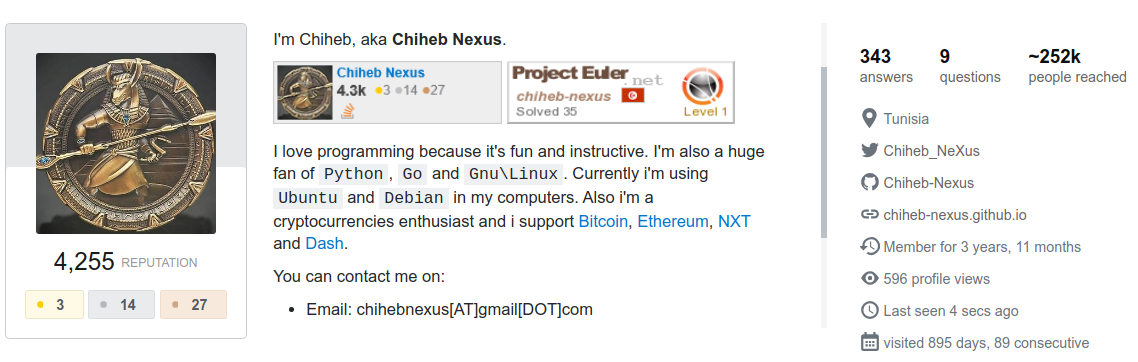 4,255 REPUTATION
3 14 27
I'm Chiheb, aka Chiheb Nexus.
Chiheb Nexus
4.3k 3 14 27
Project Euler.net
chiheb-nexus
Solved 35
Level 1
I love programming because it's fun and instructive. I'm also a huge
fan of Python, Go and Gnu\Linux. Currently i'm using
Ubuntu and Debian in my computers. Also i'm a
cryptocurrencies enthusiast and i support Bitcoin, Ethereum, NXT
and Dash.
You can contact me on:
• Email: chihebnexus[AT]gmail[DOT]com
343 9 ~252k
answers questions people reached
Tunisia
Chiheb_NeXus
Chiheb-Nexus
chiheb-nexus.github.io
Member for 3 years, 11 months
596 profile views
Last seen 4 secs ago
visited 895 days, 89 consecutive